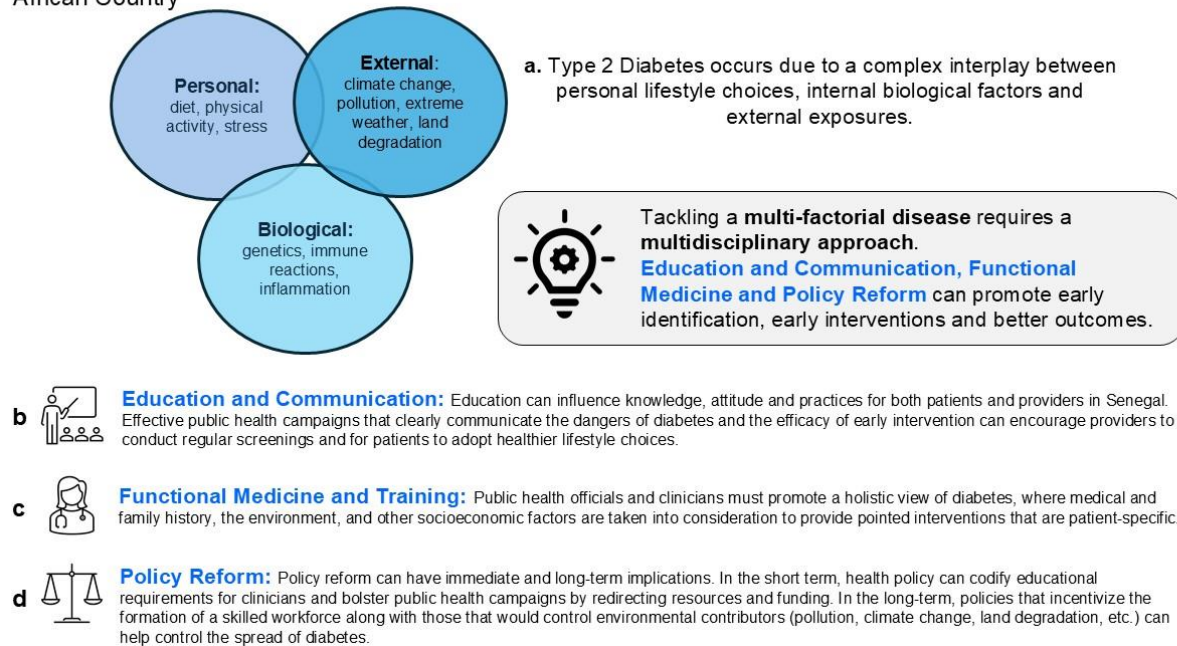 African Country
Personal:
diet, physical
activity, stress
External:
climate change,
pollution, extreme
weather, land
degradation
Biological:
genetics, immune
reactions,
inflammation
a. Type 2 Diabetes occurs due to a complex interplay between
personal lifestyle choices, internal biological factors and
external exposures.
Tackling a multi-factorial disease requires a
multidisciplinary approach.
Education and Communication, Functional
Medicine and Policy Reform can promote early
identification, early interventions and better outcomes.
b Education and Communication: Education can influence knowledge, attitude and practices for both patients and providers in Senegal.
Effective public health campaigns that clearly communicate the dangers of diabetes and the efficacy of early intervention can encourage providers to
conduct regular screenings and for patients to adopt healthier lifestyle choices.
c Functional Medicine and Training: Public health officials and clinicians must promote a holistic view of diabetes, where medical and
family history, the environment, and other socioeconomic factors are taken into consideration to provide pointed interventions that are patient-specific.
d Policy Reform: Policy reform can have immediate and long-term implications. In the short term, health policy can codify educational
requirements for clinicians and bolster public health campaigns by redirecting resources and funding. In the long-term, policies that incentivize the
formation of a skilled workforce along with those that would control environmental contributors (pollution, climate change, land degradation, etc.) can
help control the spread of diabetes.